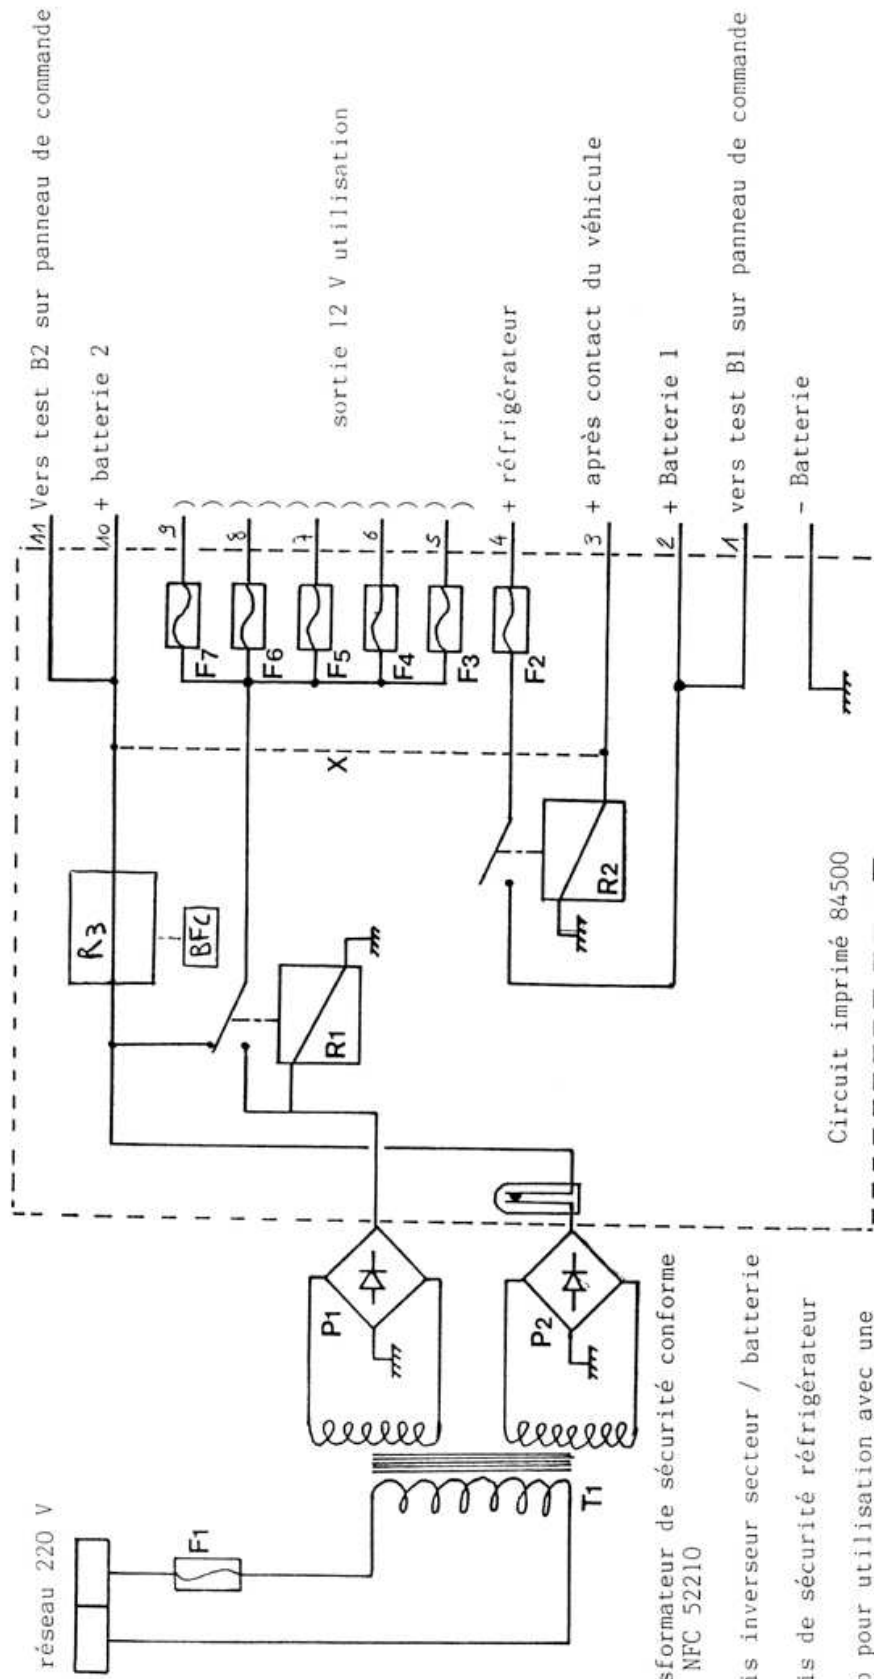 11 Vers test B2 sur panneau de commande
10 + batterie 2
9
8
7
6
5
sortie 12 V utilisation
4 + réfrigérateur
3 + après contact du véhicule
2 + Batterie 1
1 vers test B1 sur panneau de commande
- Batterie
F7
F6
F5
F4
F3
F2
X
R3
BFC
R1
R2
Circuit imprimé 84500
P1
P2
T1
F1
réseau 220 V
sformateur de sécurité conforme
NFC 52210
is inverseur secteur / batterie
is de sécurité réfrigérateur
pour utilisation avec une